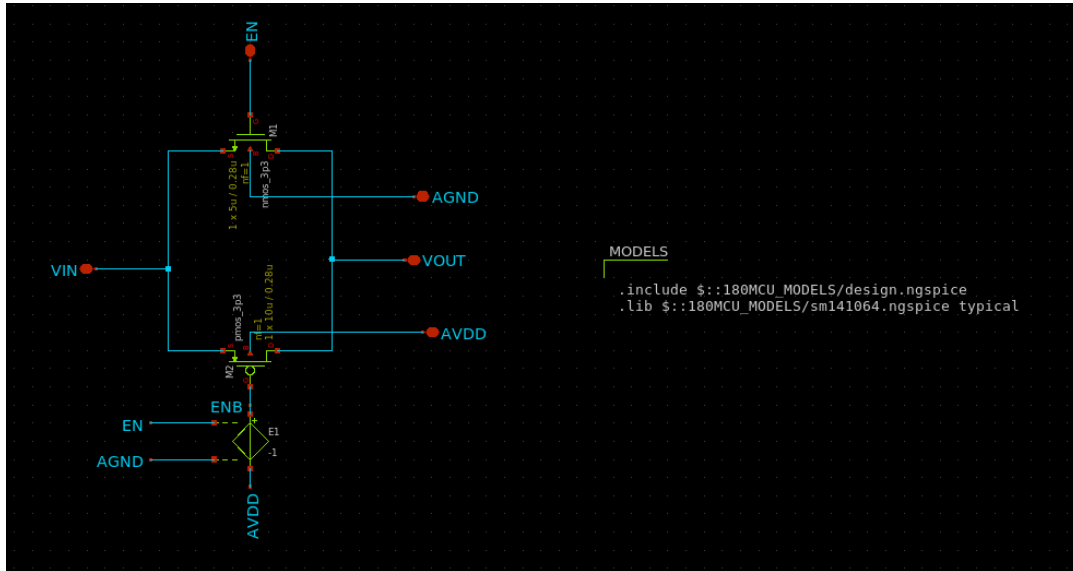 EN
G
M1
S
B
D
1 x 5u / 0.28u
nf=1
nmos_3p3
AGND
VIN
VOUT
MODELS
.include $::180MCU_MODELS/design.ngspice
.lib $::180MCU_MODELS/sm141064.ngspice typical
pmos_3p3
nf=1
1 x 10u / 0.28u
AVDD
S
B
D
M2
G
ENB
EN
+
E1
-1
AGND
AVDD